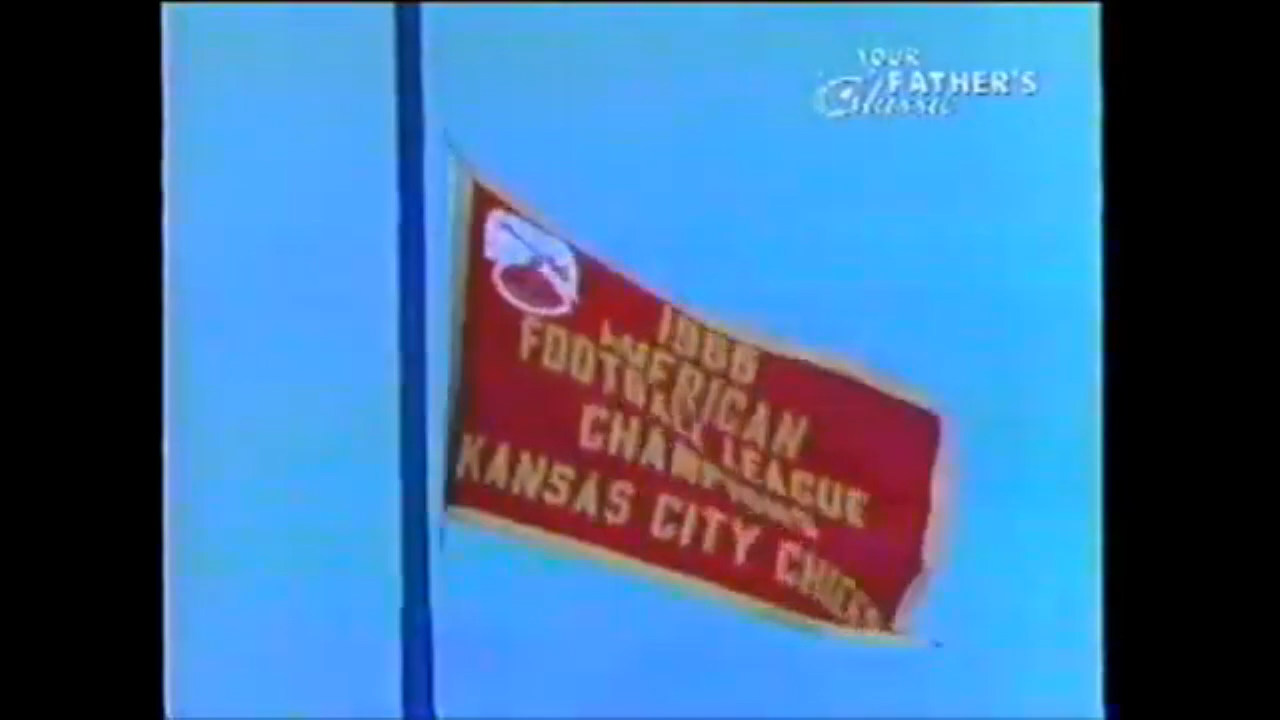 YOUR
FATHER'S
Classic
1966
AMERICAN
FOOTBALL LEAGUE
CHAMPIONS
KANSAS CITY CHIEFS